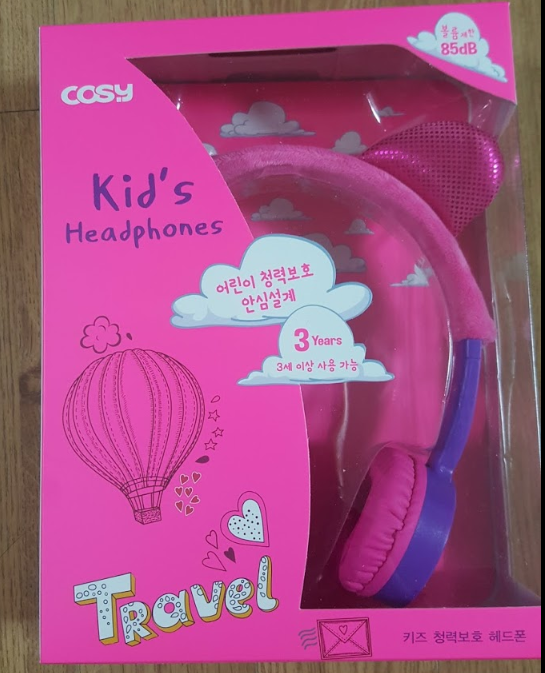 볼륨제한
85dB
COSY
Kid's
Headphones
어린이 청력보호
안심설계
3 Years
3세 이상 사용 가능
TRavel
키즈 청력보호 헤드폰